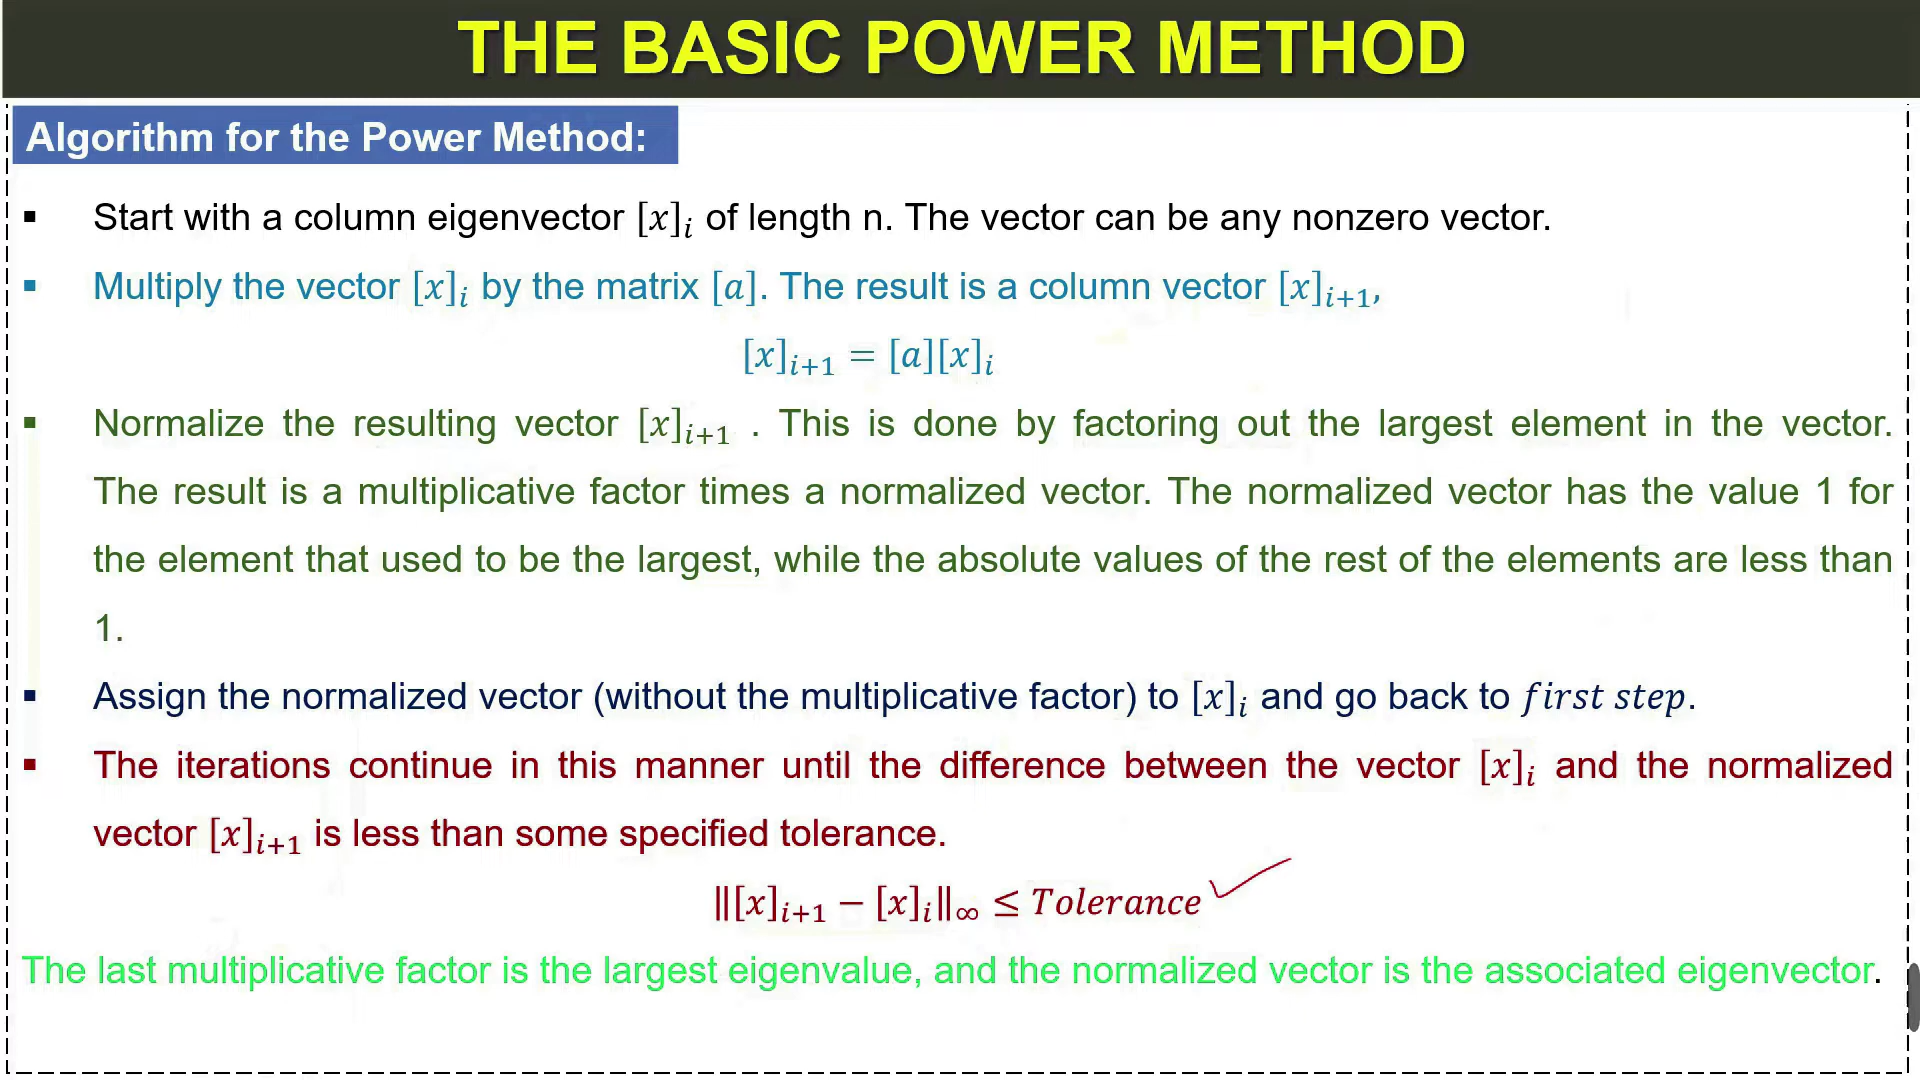 THE BASIC POWER METHOD
Algorithm for the Power Method:
▪ Start with a column eigenvector [x]ᵢ of length n. The vector can be any nonzero vector.
▪ Multiply the vector [x]ᵢ by the matrix [a]. The result is a column vector [x]ᵢ₊₁,
[x]ᵢ₊₁ = [a][x]ᵢ
▪ Normalize the resulting vector [x]ᵢ₊₁ . This is done by factoring out the largest element in the vector.
The result is a multiplicative factor times a normalized vector. The normalized vector has the value 1 for
the element that used to be the largest, while the absolute values of the rest of the elements are less than
1.
▪ Assign the normalized vector (without the multiplicative factor) to [x]ᵢ and go back to first step.
▪ The iterations continue in this manner until the difference between the vector [x]ᵢ and the normalized
vector [x]ᵢ₊₁ is less than some specified tolerance.
‖[x]ᵢ₊₁ − [x]ᵢ‖∞ ≤ Tolerance
The last multiplicative factor is the largest eigenvalue, and the normalized vector is the associated eigenvector.